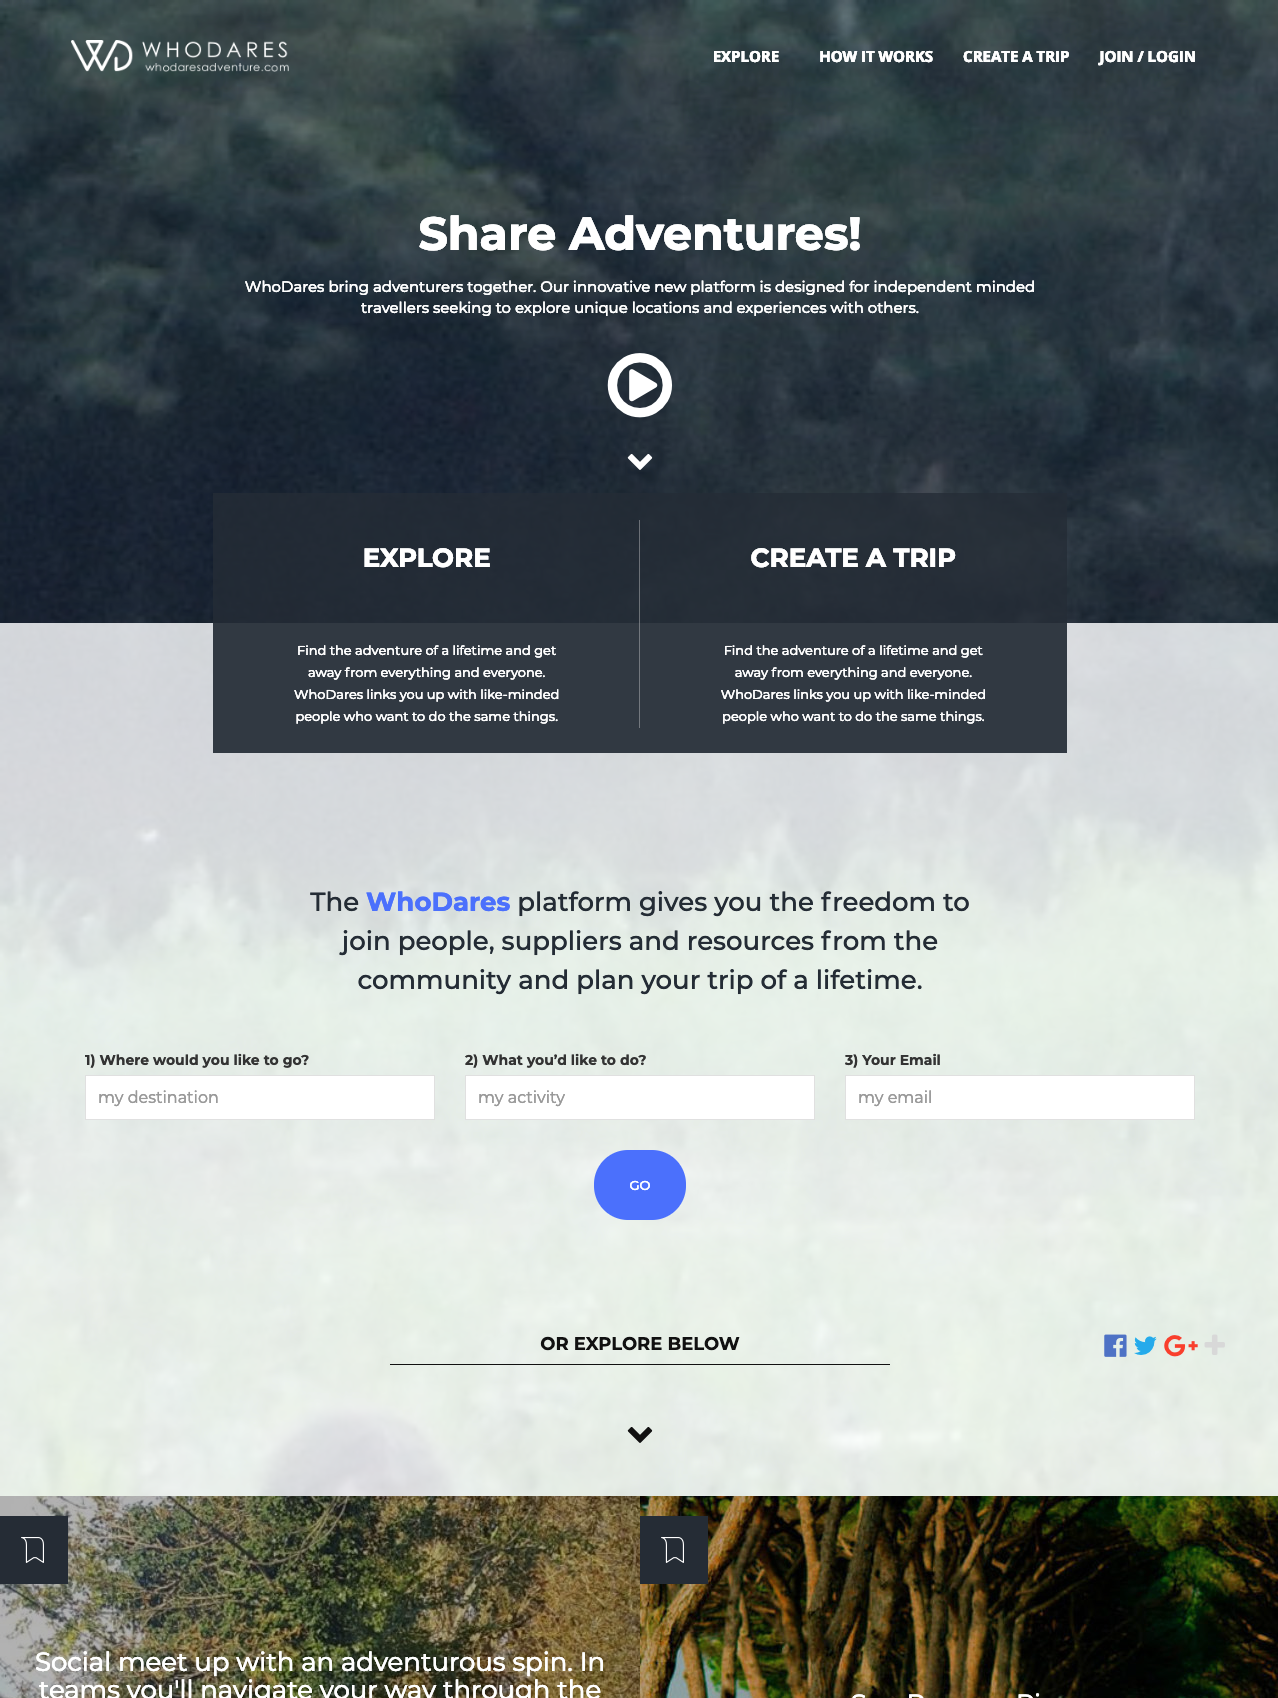 WHODARES
whodaresadventure.com
EXPLORE
HOW IT WORKS
CREATE A TRIP
JOIN / LOGIN
Share Adventures!
WhoDares bring adventurers together. Our innovative new platform is designed for independent minded
travellers seeking to explore unique locations and experiences with others.
EXPLORE
Find the adventure of a lifetime and get
away from everything and everyone.
WhoDares links you up with like-minded
people who want to do the same things.
CREATE A TRIP
Find the adventure of a lifetime and get
away from everything and everyone.
WhoDares links you up with like-minded
people who want to do the same things.
The WhoDares platform gives you the freedom to
join people, suppliers and resources from the
community and plan your trip of a lifetime.
1) Where would you like to go?
my destination
2) What you’d like to do?
my activity
3) Your Email
my email
GO
OR EXPLORE BELOW
Social meet up with an adventurous spin. In
teams you'll navigate your way through the